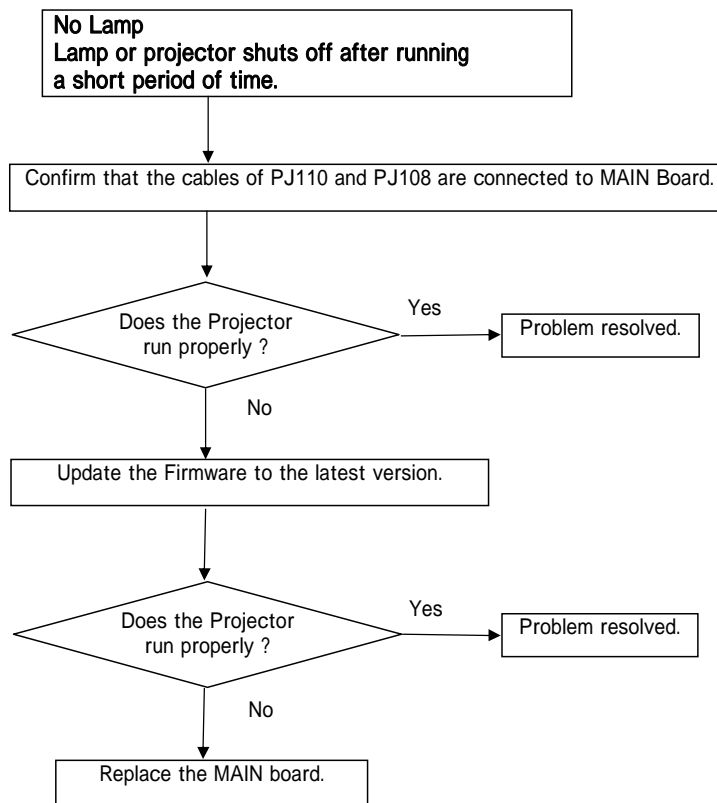 No Lamp
Lamp or projector shuts off after running
a short period of time.
Confirm that the cables of PJ110 and PJ108 are connected to MAIN Board.
Does the Projector
run properly ?
Yes
Problem resolved.
No
Update the Firmware to the latest version.
Does the Projector
run properly ?
Yes
Problem resolved.
No
Replace the MAIN board.